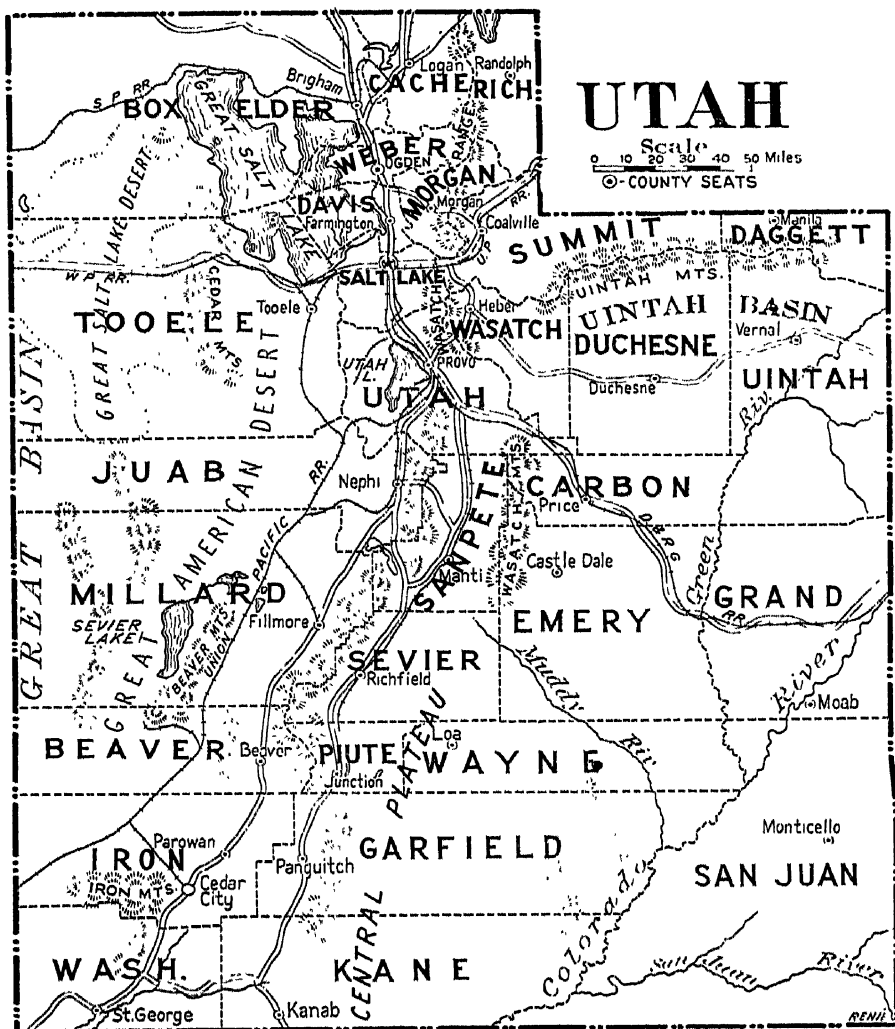 UTAH
Scale
0 10 20 30 40 50 Miles
⊙-COUNTY SEATS
Logan
Randolph
Brigham
CACHE
RICH
S P RR.
BOX ELDER
GREAT SALT LAKE
WEBER
OGDEN
RANGE
MORGAN
Morgan
DAVIS
Farmington
Coalville
U.P. RR.
SUMMIT
Manila
DAGGETT
GREAT SALT LAKE DESERT
W P RR.
SALT LAKE
UINTAH MTS.
CEDAR MTS
Tooele
TOOELE
Heber
WASATCH
WASATCH
UINTAH BASIN
DUCHESNE
Vernal
Duchesne
UINTAH
PROVO
UTAH L.
UTAH
GREAT BASIN
GREAT AMERICAN DESERT
Green Riv.
JUAB
Nephi
RR.
PACIFIC
UNION
SANPETE
WASATCH MTS.
CARBON
Price
D.& R G
RR.
Castle Dale
Manti
MILLARD
SEVIER LAKE
BEAVER MTS.
Fillmore
EMERY
GRAND
SEVIER
Richfield
Muddy Riv
Colorado River
Moab
BEAVER
Beaver
PIUTE
Junction
Loa
WAYNE
CENTRAL PLATEAU
Parowan
IRON
IRON MTS.
Cedar City
Panguitch
GARFIELD
Monticello
SAN JUAN
WASH.
KANE
San Juan River
St.George
Kanab